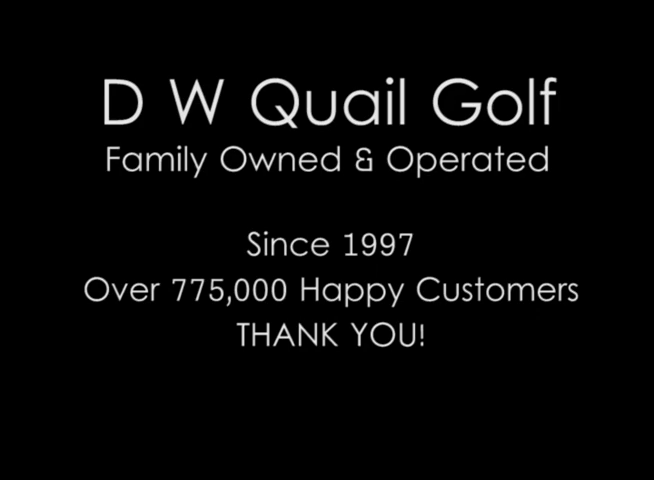 D W Quail Golf
Family Owned & Operated
Since 1997
Over 775,000 Happy Customers
THANK YOU!